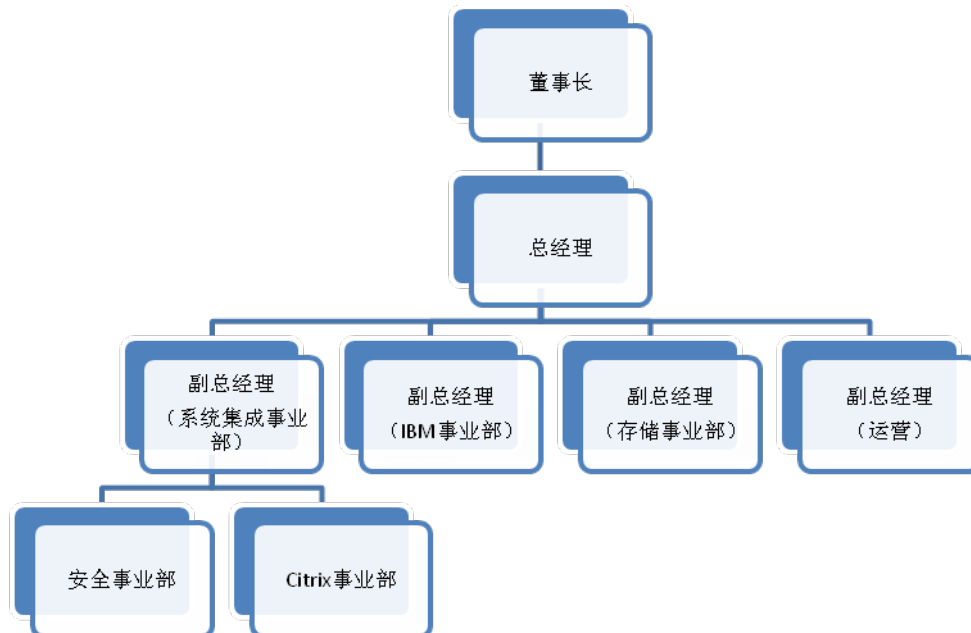 董事长
总经理
副总经理
（系统集成事业
部）
副总经理
（IBM事业部）
副总经理
（存储事业部）
副总经理
（运营）
安全事业部
Citrix事业部